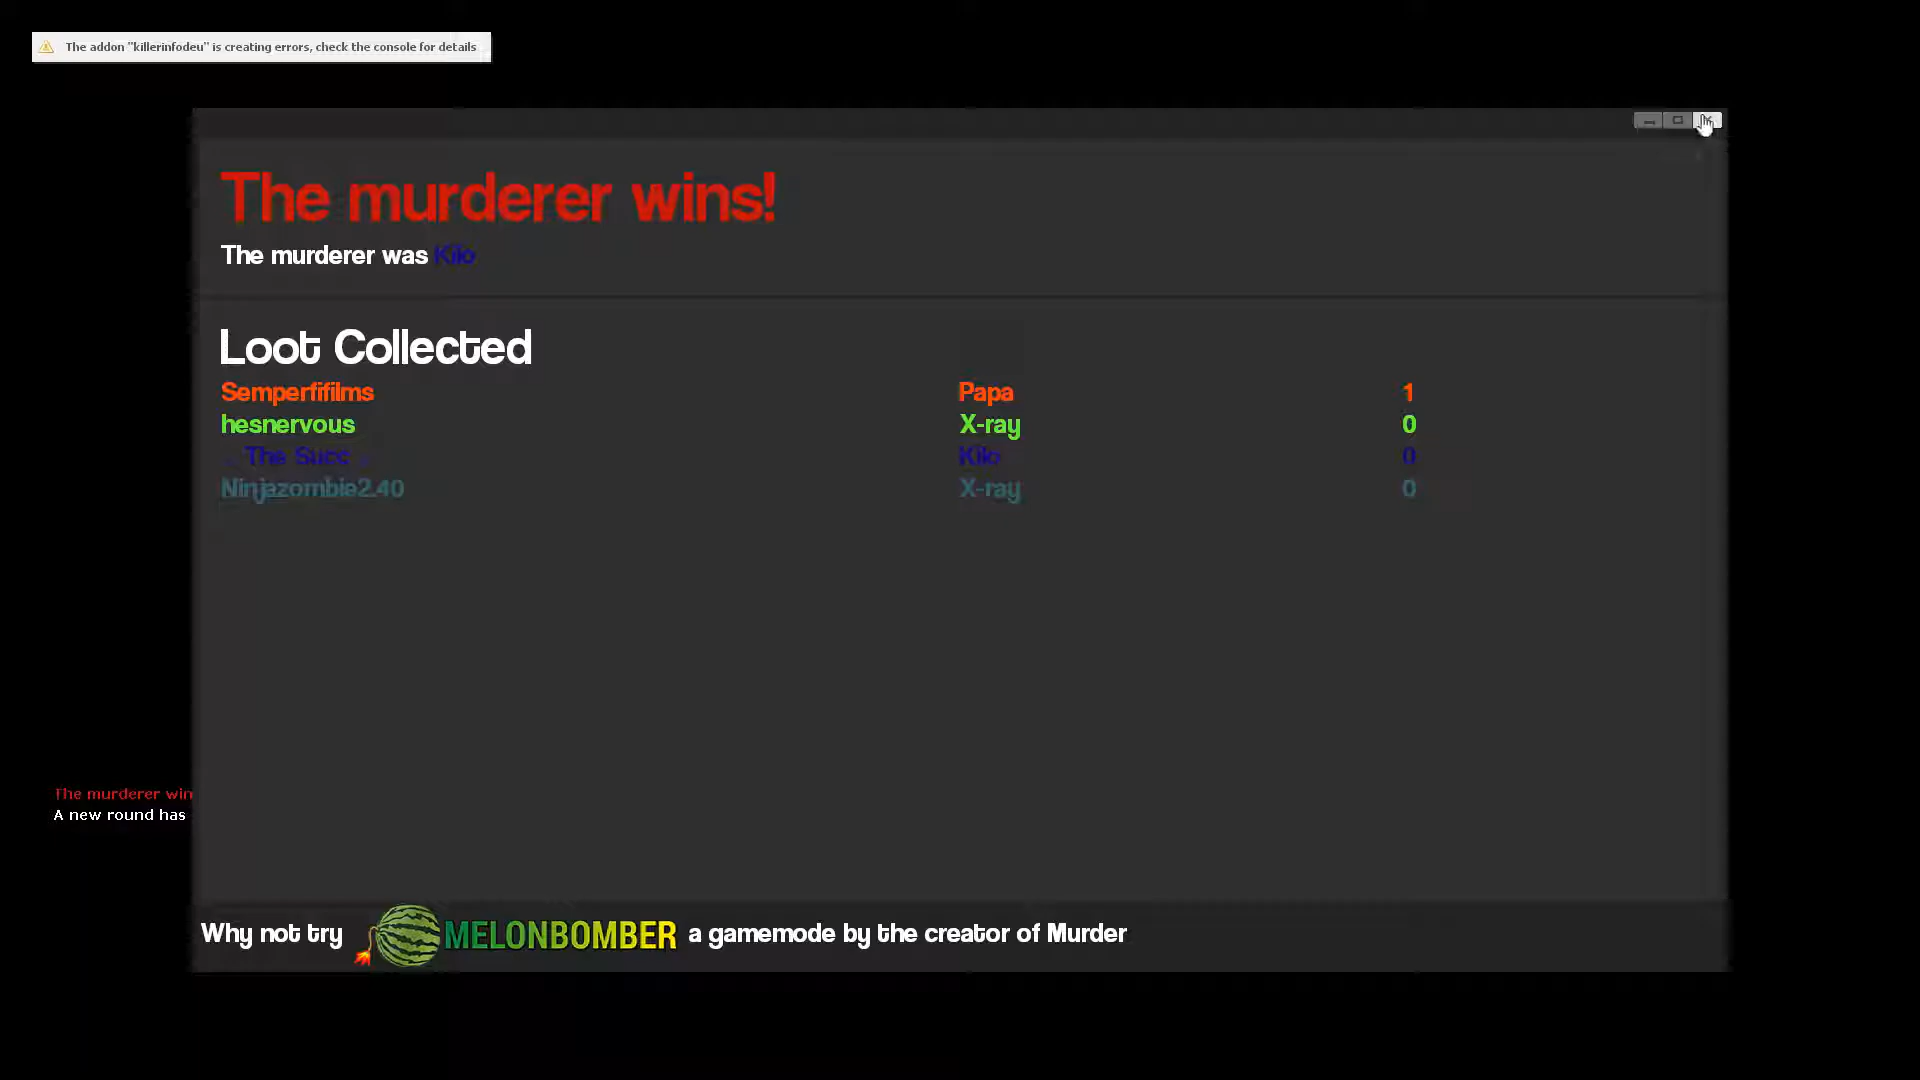 The addon "killerinfodeu" is creating errors, check the console for details
The murderer wins!
The murderer was Kilo
Loot Collected
Semperfifilms Papa 1
hesnervous X-ray 0
.. The Succ .. Kilo 0
Ninjazombie2.40 X-ray 0
The murderer win
A new round has
Why not try MELONBOMBER a gamemode by the creator of Murder